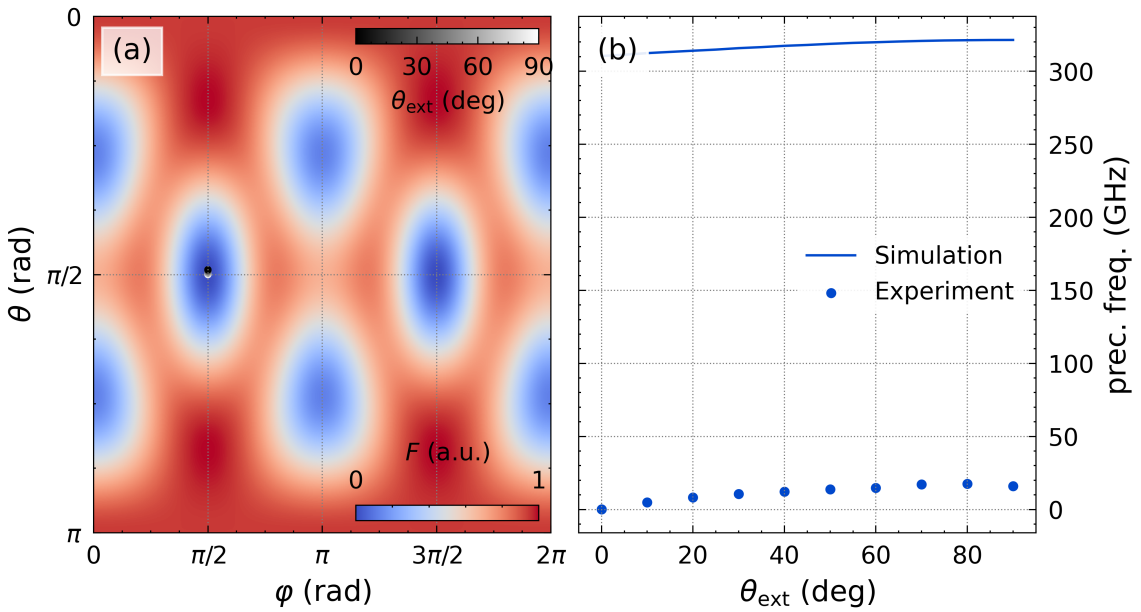 (a)
0 30 60 90
θext (deg)
F (a.u.)
0 1
0
π/2
π
θ (rad)
0 π/2 π 3π/2 2π
φ (rad)
(b)
Simulation
Experiment
300
250
200
150
100
50
0
prec. freq. (GHz)
0 20 40 60 80
θext (deg)